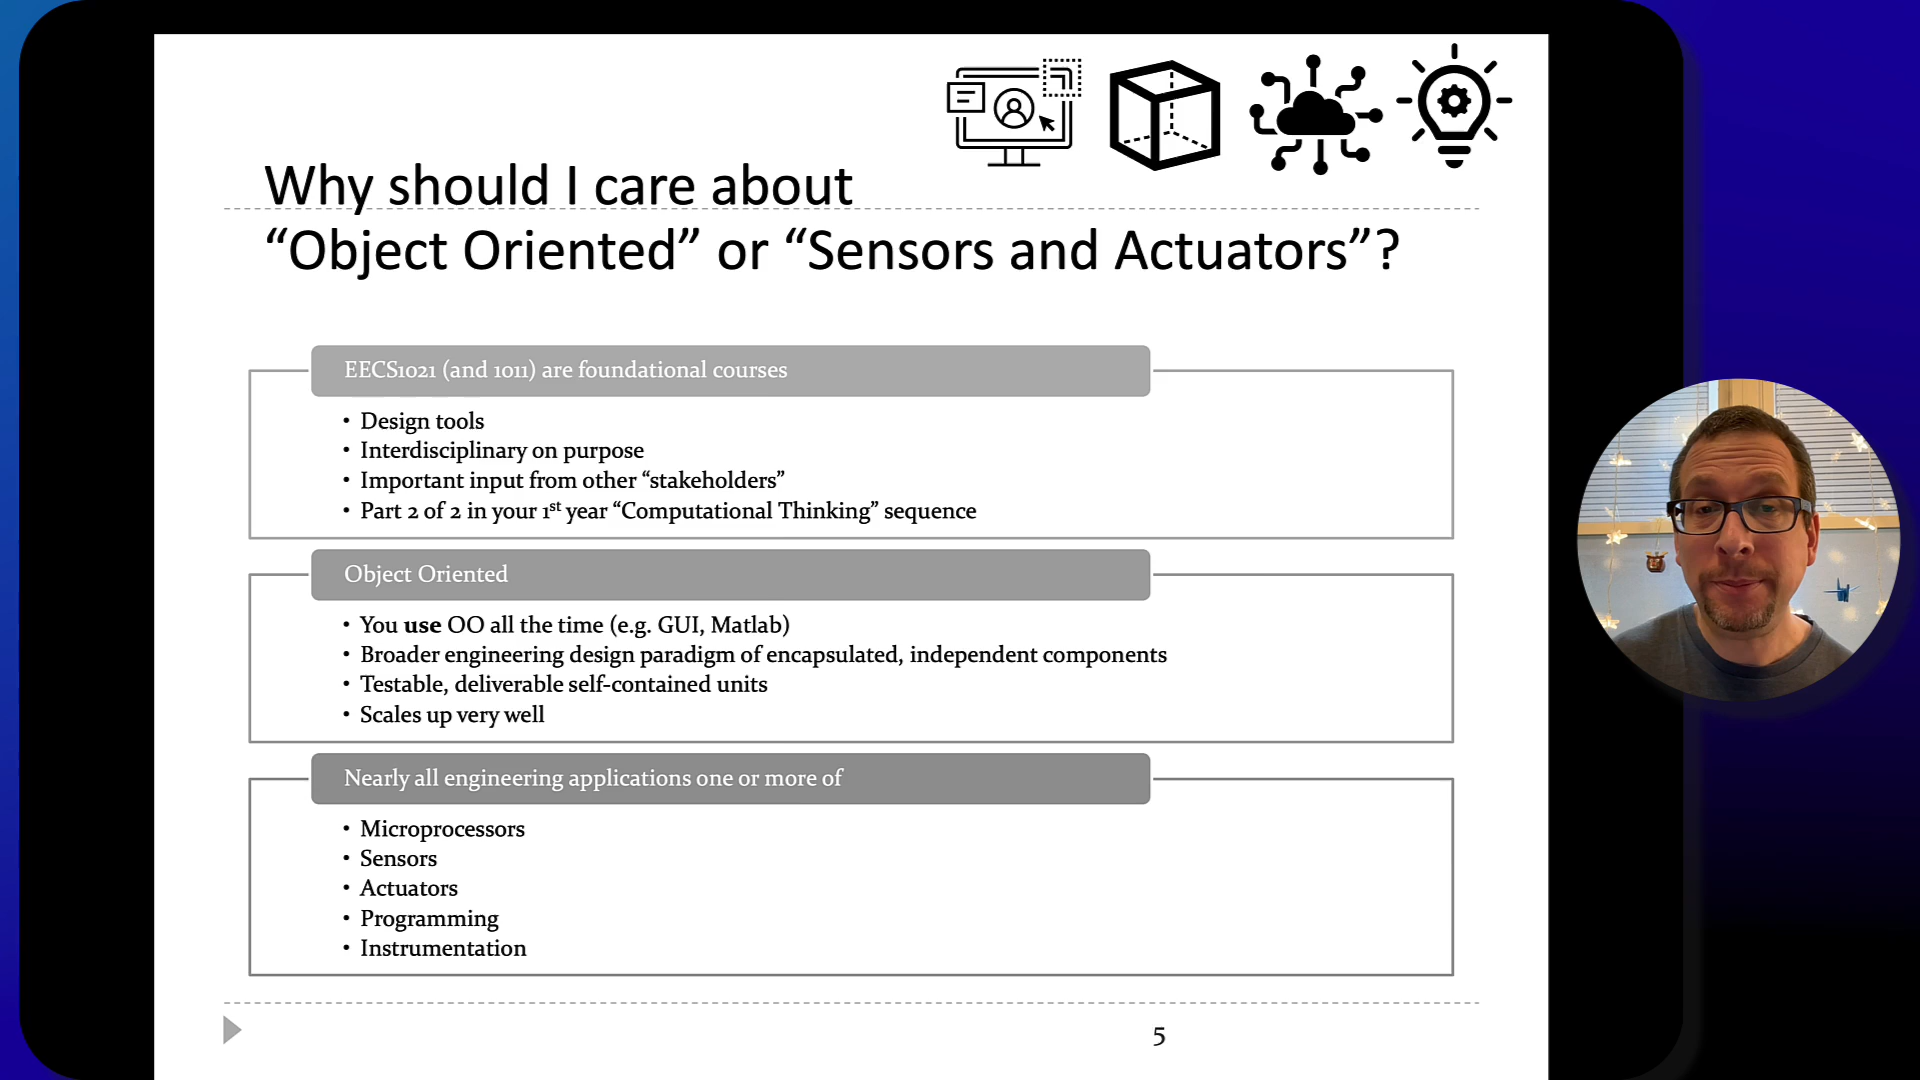 Why should I care about
“Object Oriented” or “Sensors and Actuators”?
EECS1021 (and 1011) are foundational courses
• Design tools
• Interdisciplinary on purpose
• Important input from other “stakeholders”
• Part 2 of 2 in your 1st year “Computational Thinking” sequence
Object Oriented
• You use OO all the time (e.g. GUI, Matlab)
• Broader engineering design paradigm of encapsulated, independent components
• Testable, deliverable self-contained units
• Scales up very well
Nearly all engineering applications one or more of
• Microprocessors
• Sensors
• Actuators
• Programming
• Instrumentation
5